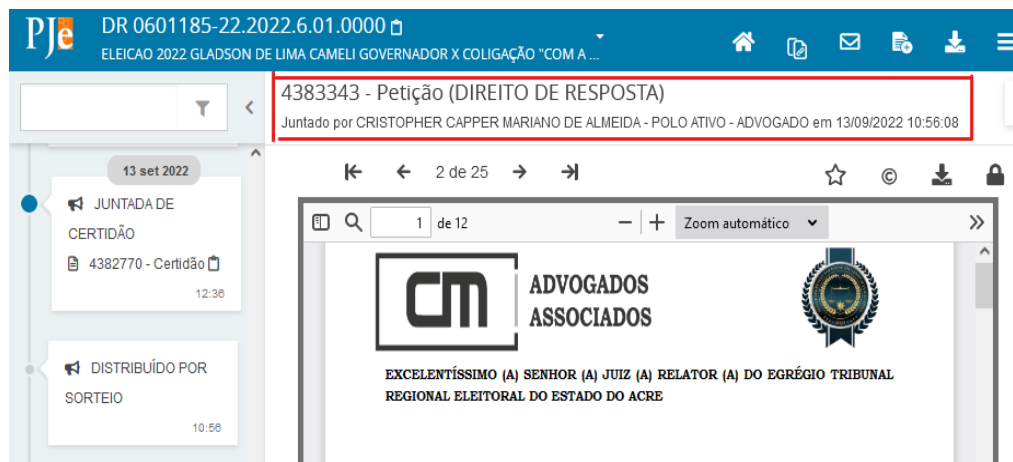 PJe
DR 0601185-22.2022.6.01.0000
ELEICAO 2022 GLADSON DE LIMA CAMELI GOVERNADOR X COLIGAÇÃO "COM A ...
4383343 - Petição (DIREITO DE RESPOSTA)
Juntado por CRISTOPHER CAPPER MARIANO DE ALMEIDA - POLO ATIVO - ADVOGADO em 13/09/2022 10:56:08
13 set 2022
JUNTADA DE
CERTIDÃO
4382770 - Certidão
12:36
DISTRIBUÍDO POR
SORTEIO
10:56
2 de 25
1 de 12
Zoom automático
CM
ADVOGADOS
ASSOCIADOS
EXCELENTÍSSIMO (A) SENHOR (A) JUIZ (A) RELATOR (A) DO EGRÉGIO TRIBUNAL
REGIONAL ELEITORAL DO ESTADO DO ACRE